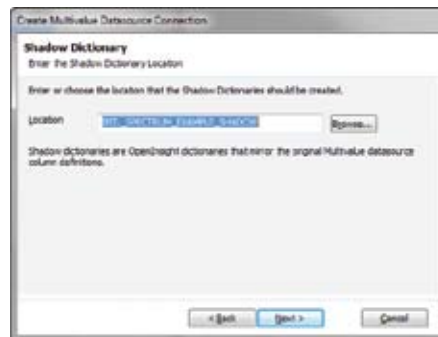 Create Multivalue Datasource Connection
Shadow Dictionary
Enter the Shadow Dictionary Location
Enter or choose the location that the Shadow Dictionaries should be created.
Location
Browse...
Shadow dictionaries are OpenInsight dictionaries that mirror the original Multivalue datasource
column definitions.
< Back
Next >
Cancel